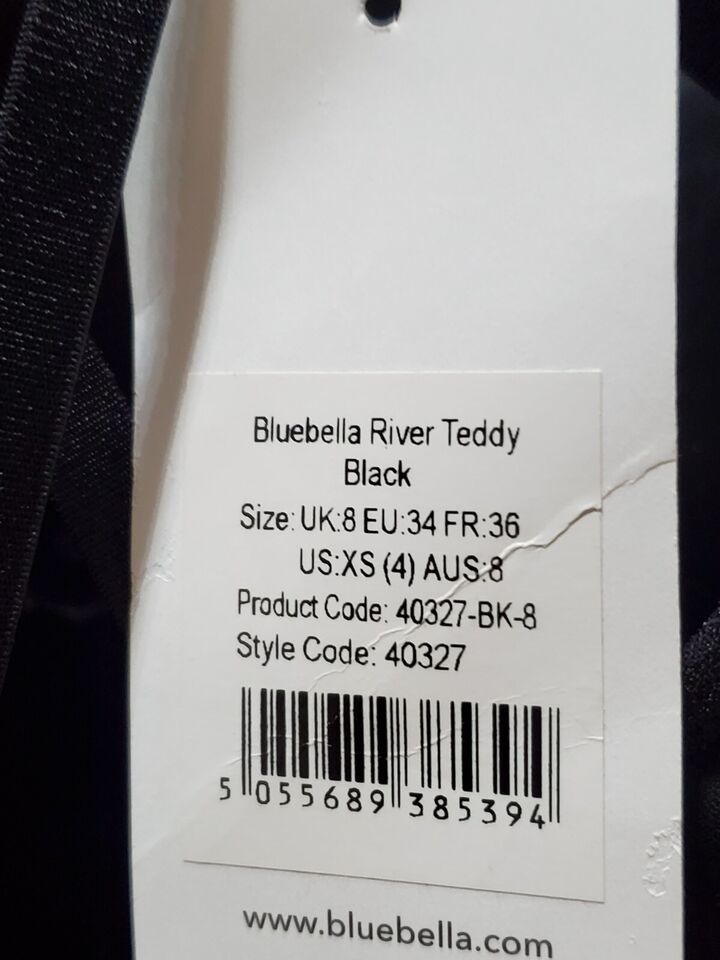 Bluebella River Teddy
Black
Size: UK:8 EU:34 FR:36
US:XS (4) AUS:8
Product Code: 40327-BK-8
Style Code: 40327
5 055689 385394
www.bluebella.com